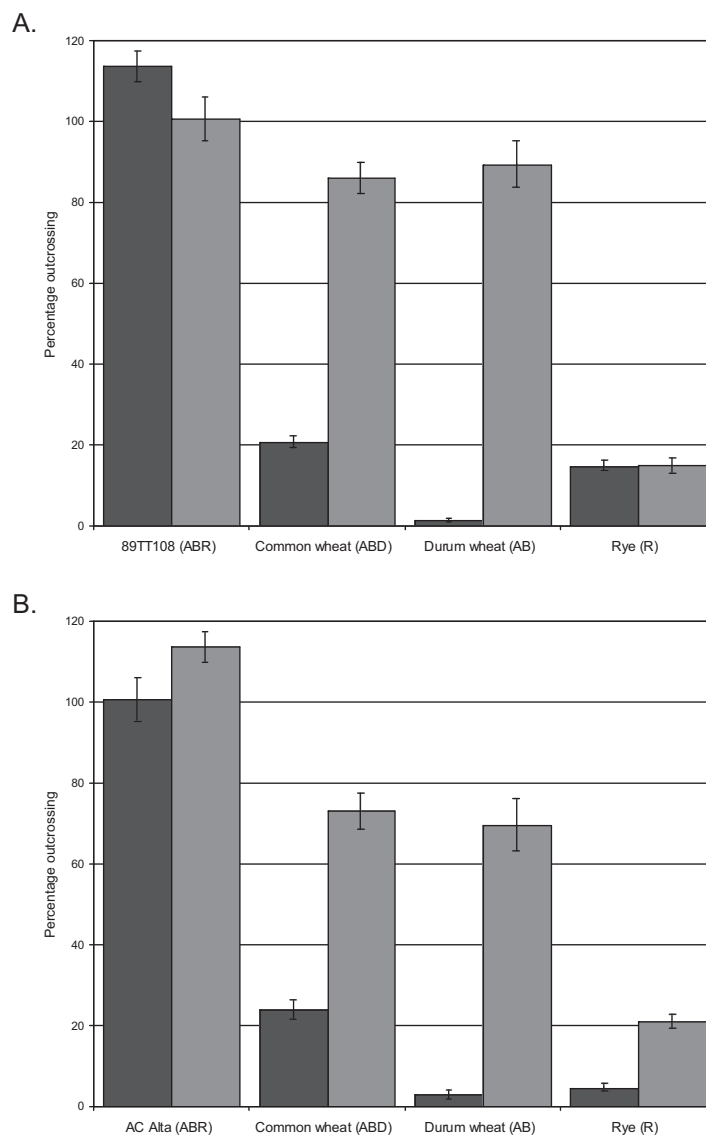 A.
120
100
80
60
40
20
0
Percentage outcrossing
89TT108 (ABR) Common wheat (ABD) Durum wheat (AB) Rye (R)
B.
120
100
80
60
40
20
0
Percentage outcrossing
AC Alta (ABR) Common wheat (ABD) Durum wheat (AB) Rye (R)